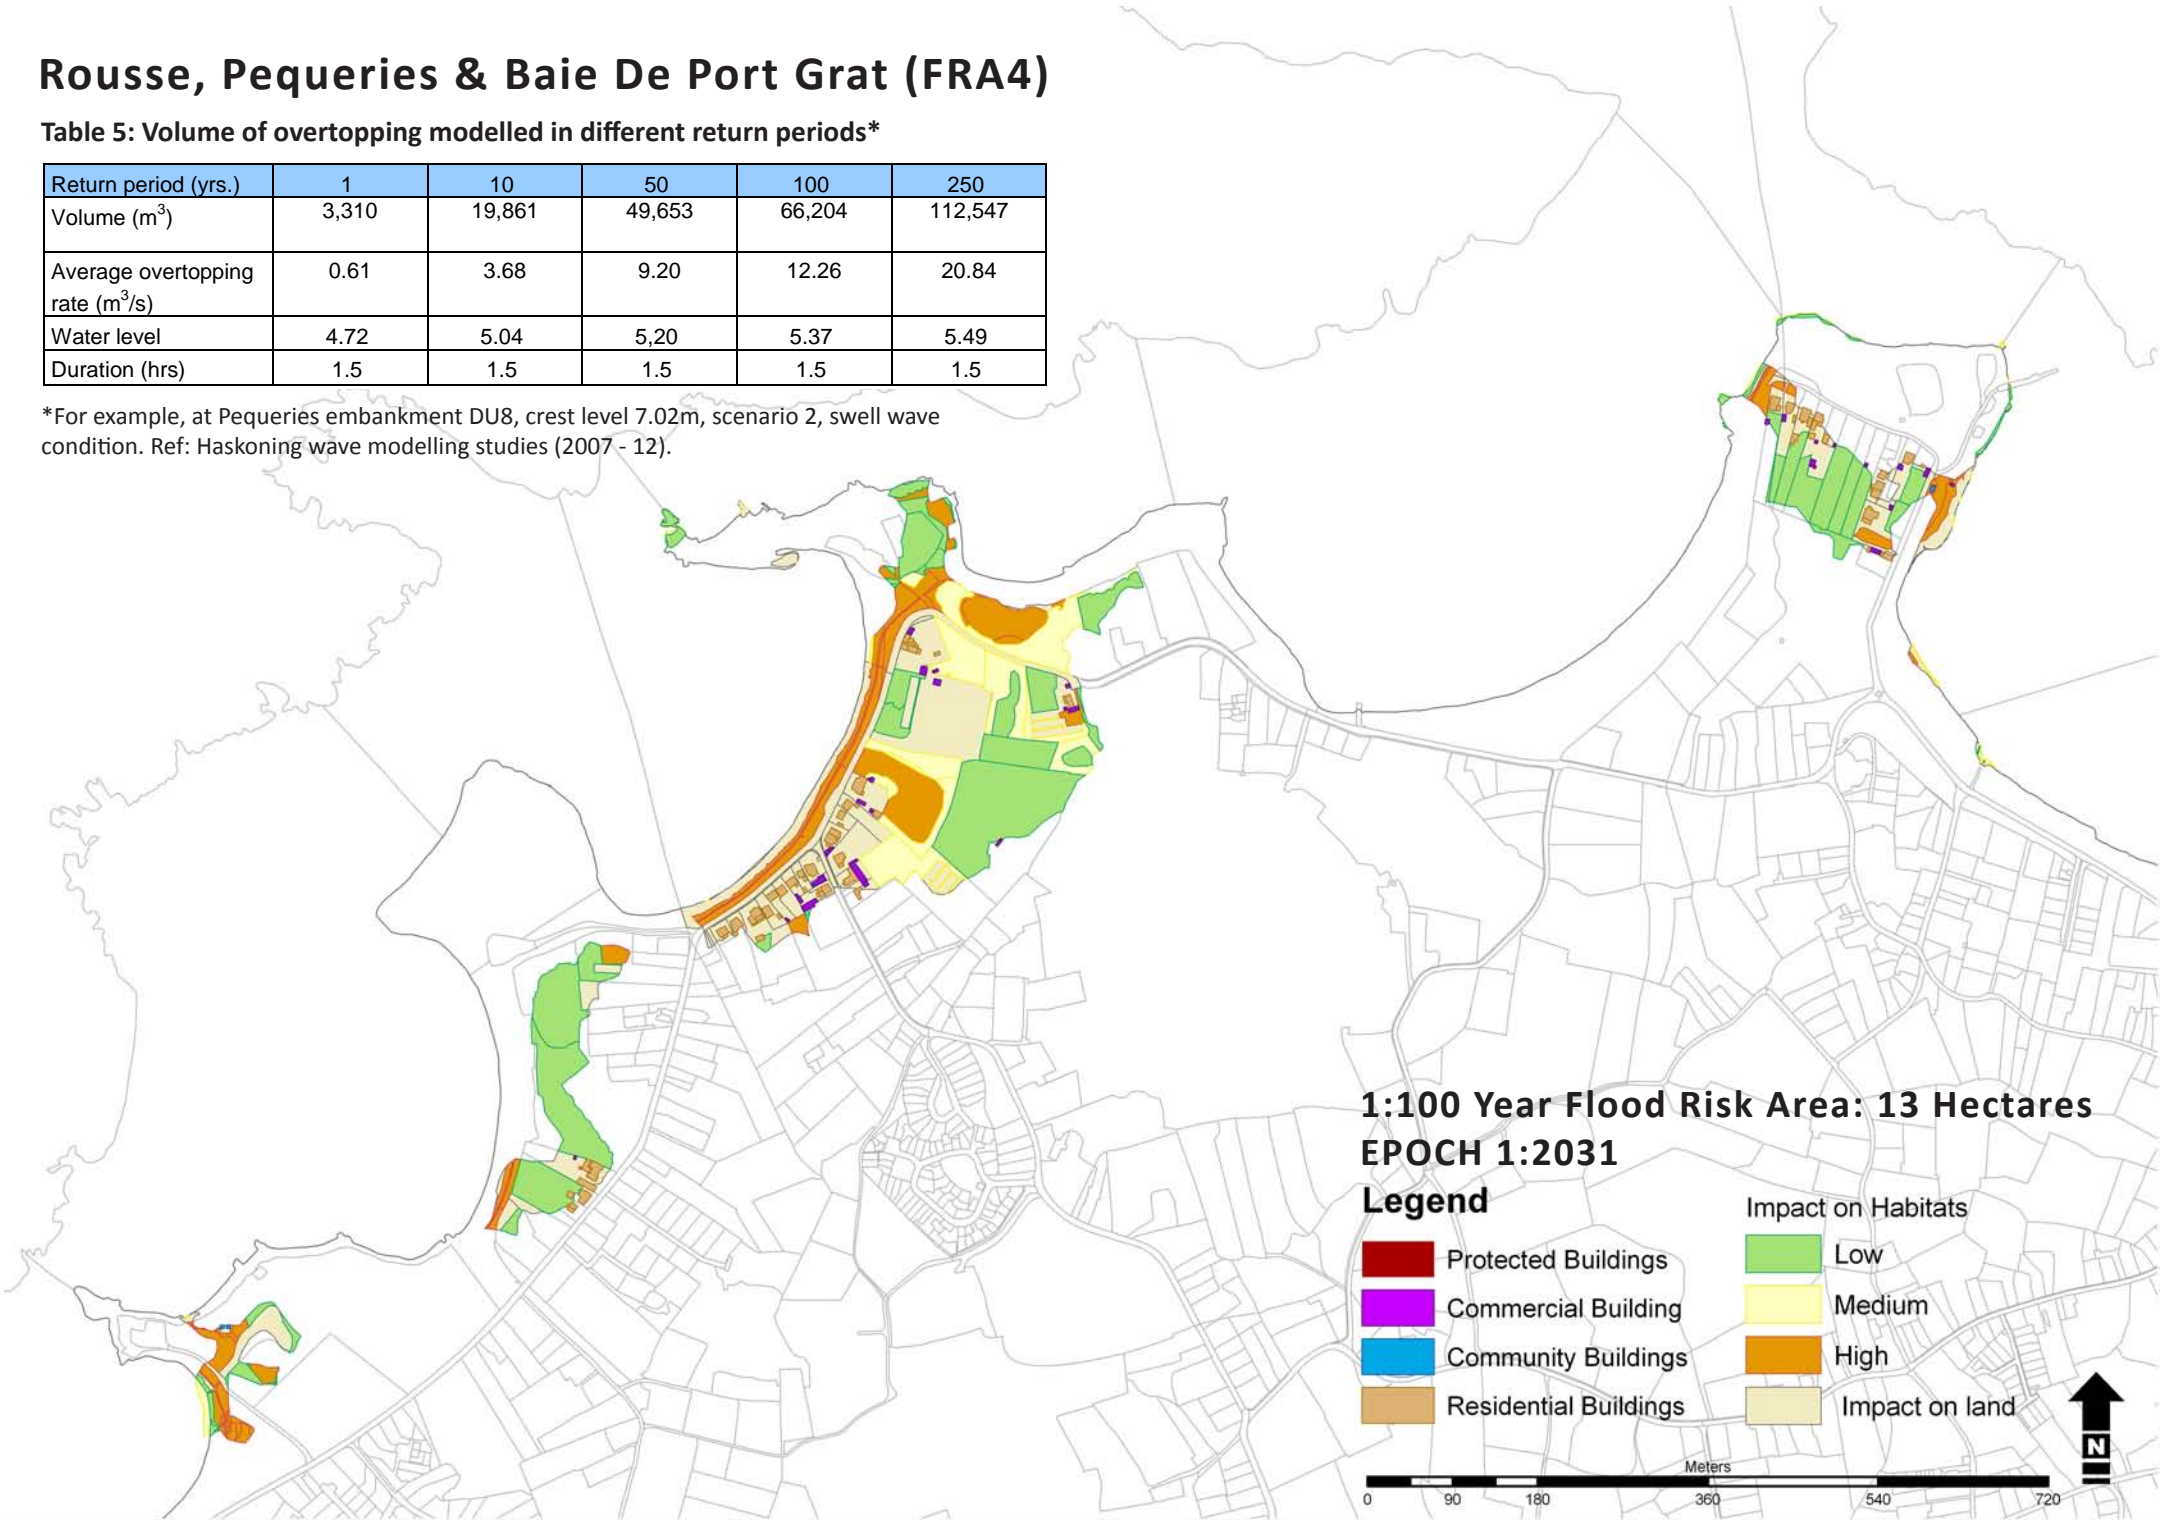 Rousse, Pequeries & Baie De Port Grat (FRA4)
Table 5: Volume of overtopping modelled in different return periods*
Return period (yrs.) 1 10 50 100 250
Volume (m³) 3,310 19,861 49,653 66,204 112,547
Average overtopping 0.61 3.68 9.20 12.26 20.84
rate (m³/s)
Water level 4.72 5.04 5,20 5.37 5.49
Duration (hrs) 1.5 1.5 1.5 1.5 1.5
*For example, at Pequeries embankment DU8, crest level 7.02m, scenario 2, swell wave
condition. Ref: Haskoning wave modelling studies (2007 - 12).
1:100 Year Flood Risk Area: 13 Hectares
EPOCH 1:2031
Legend
Protected Buildings
Commercial Building
Community Buildings
Residential Buildings
Impact on Habitats
Low
Medium
High
Impact on land
N
Meters
0 90 180 360 540 720